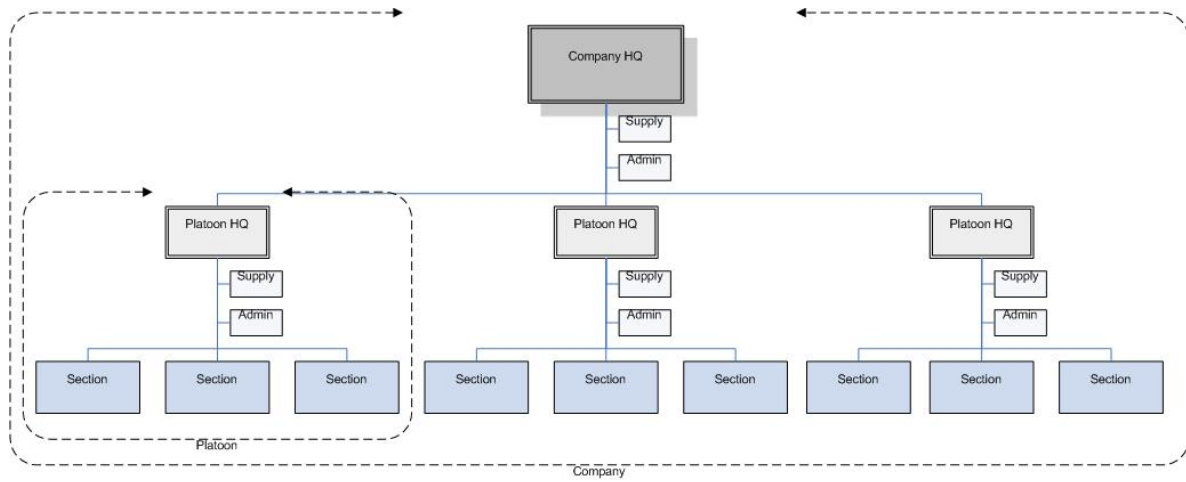 Company HQ
Supply
Admin
Platoon HQ
Platoon HQ
Platoon HQ
Supply
Supply
Supply
Admin
Admin
Admin
Section
Section
Section
Section
Section
Section
Section
Section
Section
Platoon
Company